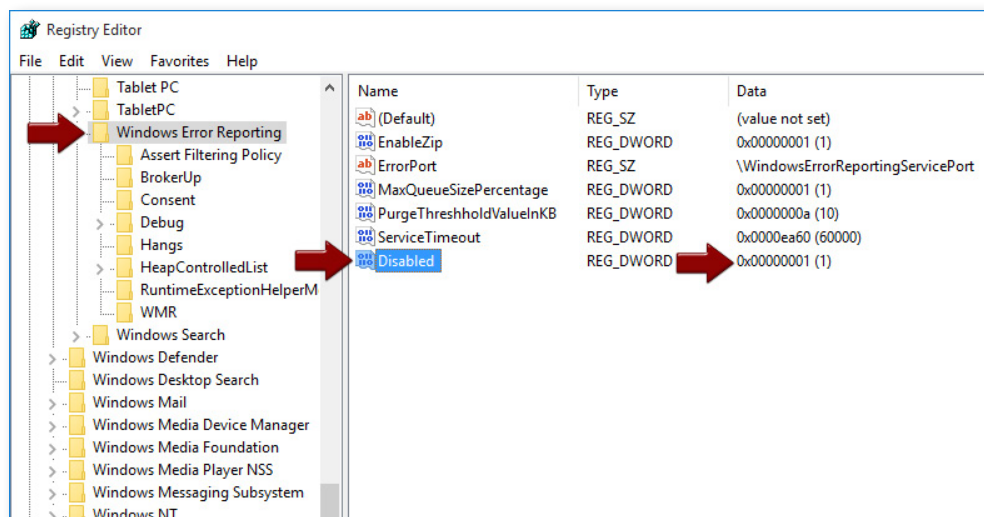 Registry Editor
File Edit View Favorites Help
Tablet PC
TabletPC
Windows Error Reporting
Assert Filtering Policy
BrokerUp
Consent
Debug
Hangs
HeapControlledList
RuntimeExceptionHelperM
WMR
Windows Search
Windows Defender
Windows Desktop Search
Windows Mail
Windows Media Device Manager
Windows Media Foundation
Windows Media Player NSS
Windows Messaging Subsystem
Windows NT
Name Type Data
(Default) REG_SZ (value not set)
EnableZip REG_DWORD 0x00000001 (1)
ErrorPort REG_SZ \WindowsErrorReportingServicePort
MaxQueueSizePercentage REG_DWORD 0x00000001 (1)
PurgeThreshholdValueInKB REG_DWORD 0x0000000a (10)
ServiceTimeout REG_DWORD 0x0000ea60 (60000)
Disabled REG_DWORD 0x00000001 (1)